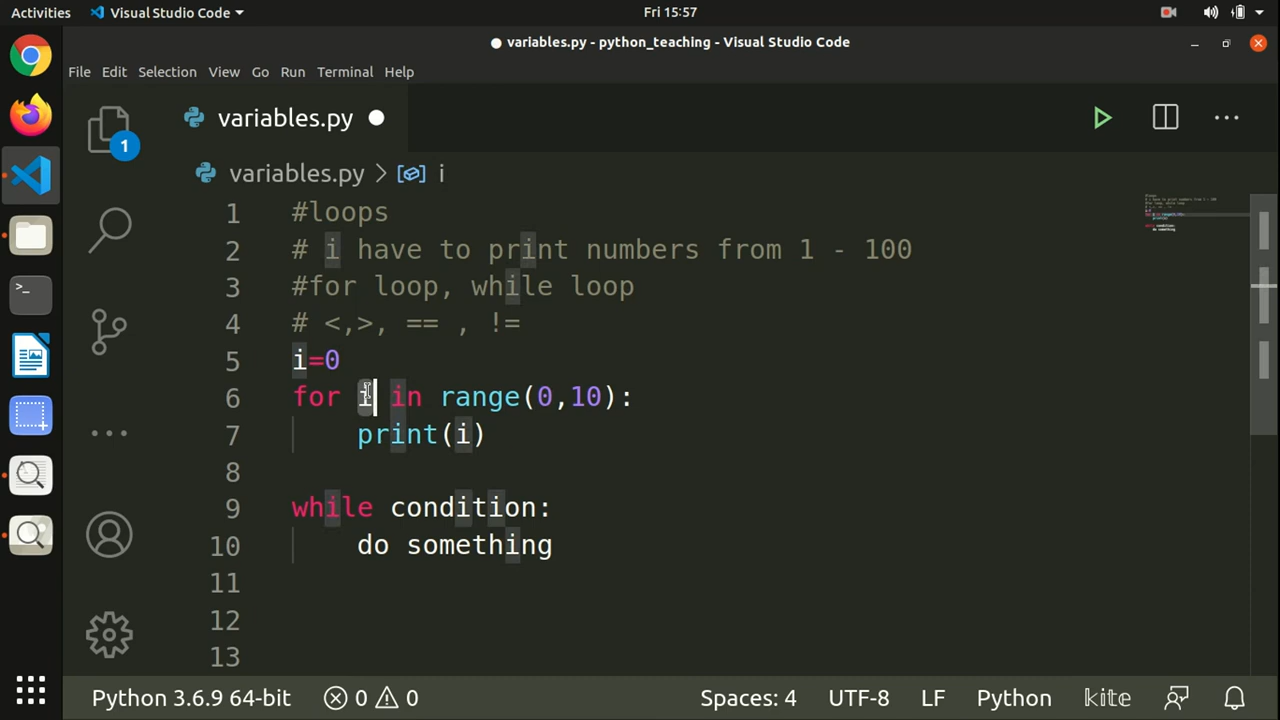 Activities Visual Studio Code Fri 15:57
variables.py - python_teaching - Visual Studio Code
File Edit Selection View Go Run Terminal Help
1 variables.py
variables.py > i
1 #loops
2 # i have to print numbers from 1 - 100
3 #for loop, while loop
4 # <,>, == , !=
5 i=0
6 for i in range(0,10):
7 print(i)
8
9 while condition:
10 do something
11
12
13
Python 3.6.9 64-bit 0 0 Spaces: 4 UTF-8 LF Python kite